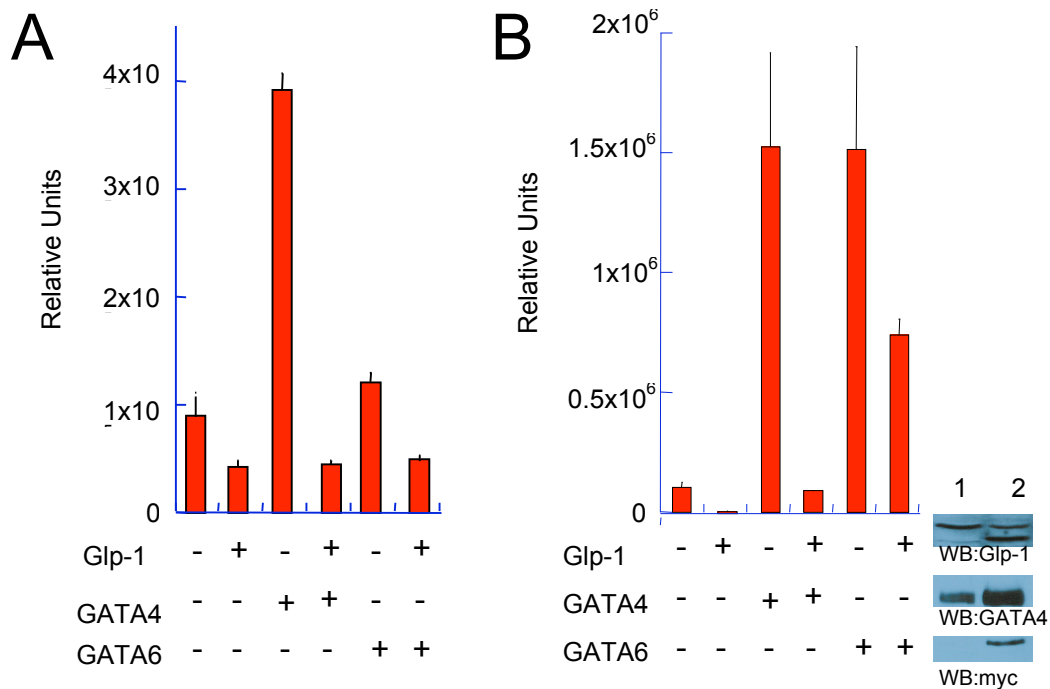 A
Relative Units
4x10
3x10
2x10
1x10
0
Glp-1 - + - + - +
GATA4 - - + + - -
GATA6 - - - - + +
B
Relative Units
2x10⁶
1.5x10⁶
1x10⁶
0.5x10⁶
0
Glp-1 - + - + - +
GATA4 - - + + - -
GATA6 - - - - + +
1 2
WB:Glp-1
WB:GATA4
WB:myc